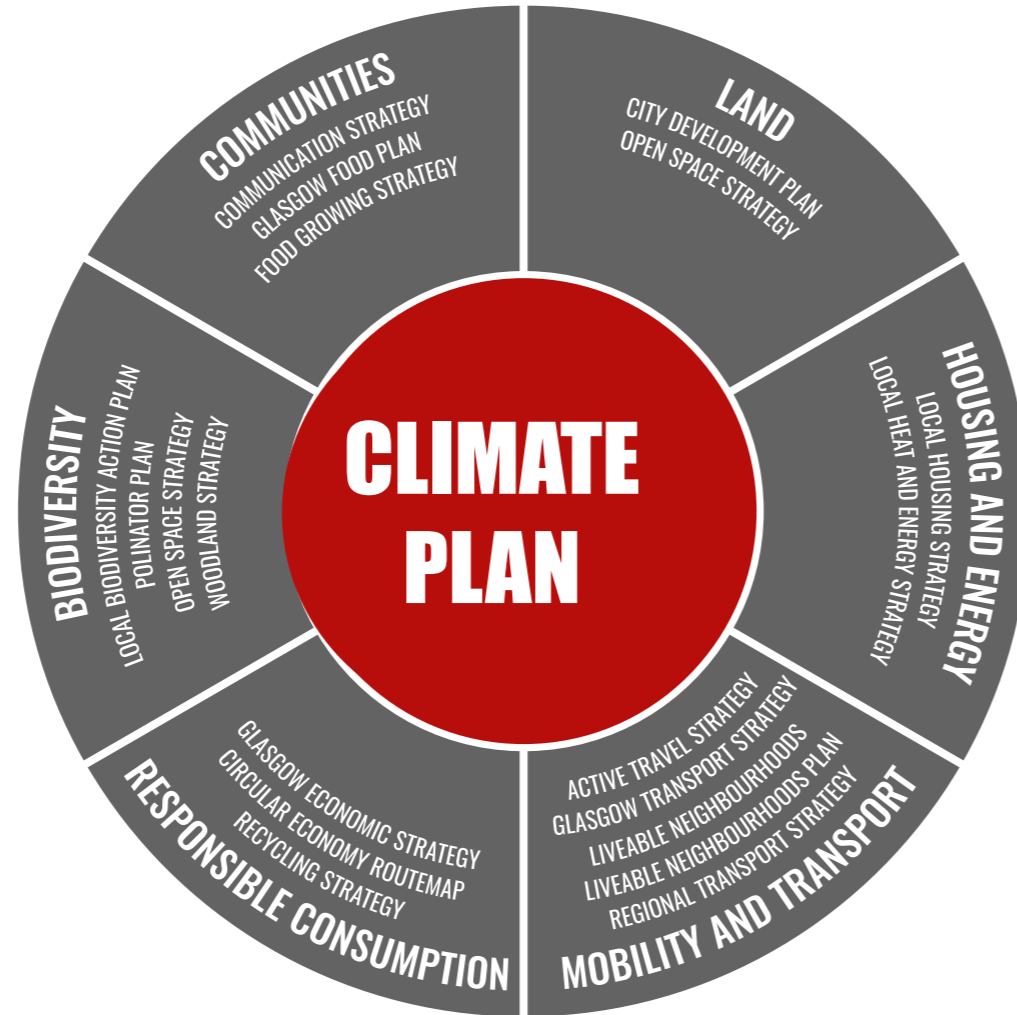 COMMUNITIES
COMMUNICATION STRATEGY
GLASGOW FOOD PLAN
FOOD GROWING STRATEGY
LAND
CITY DEVELOPMENT PLAN
OPEN SPACE STRATEGY
HOUSING AND ENERGY
LOCAL HOUSING STRATEGY
LOCAL HEAT AND ENERGY STRATEGY
CLIMATE
PLAN
BIODIVERSITY
LOCAL BIODIVERSITY ACTION PLAN
POLINATOR PLAN
OPEN SPACE STRATEGY
WOODLAND STRATEGY
GLASGOW ECONOMIC STRATEGY
CIRCULAR ECONOMY ROUTEMAP
RECYCLING STRATEGY
RESPONSIBLE CONSUMPTION
ACTIVE TRAVEL STRATEGY
GLASGOW TRANSPORT STRATEGY
LIVEABLE NEIGHBOURHOODS
LIVEABLE NEIGHBOURHOODS PLAN
REGIONAL TRANSPORT STRATEGY
MOBILITY AND TRANSPORT